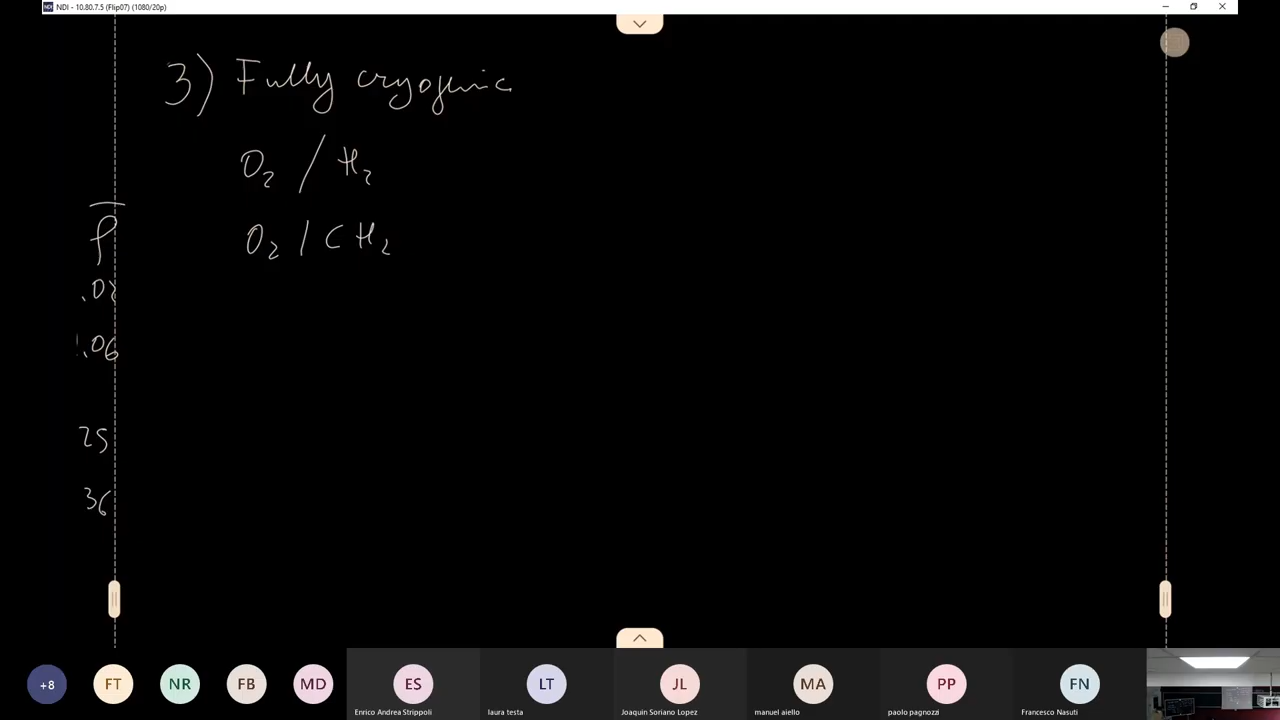 NDI - 10.80.7.5 (Flip07) (1080/20p)
3) Fully cryogenic
O2 / H2
O2 / CH2
ρ
.06
25
36
+8
FT
NR
FB
MD
ES
LT
JL
MA
PP
FN
Enrico Andrea Strippoli
laura testa
Joaquin Soriano Lopez
manuel aiello
paolo pagnozzi
Francesco Nasuti